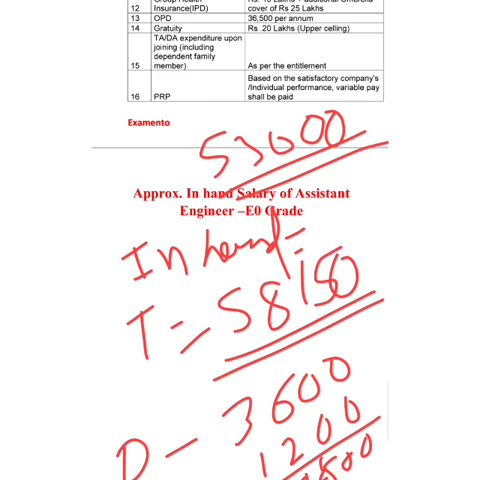 Group Health Rs. 10 Lakhs + additional Umbrella
12 Insurance(IPD) cover of Rs 25 Lakhs
13 OPD 36,500 per annum
14 Gratuity Rs 20 Lakhs (Upper celling)
TA/DA expenditure upon
joining (including
dependent family
15 member) As per the entitlement
Based on the satisfactory company's
/Individual performance, variable pay
16 PRP shall be paid
Examento
53000
Approx. In hand Salary of Assistant
Engineer –E0 Grade
In hand-
T = 58150
D - 3600
1200